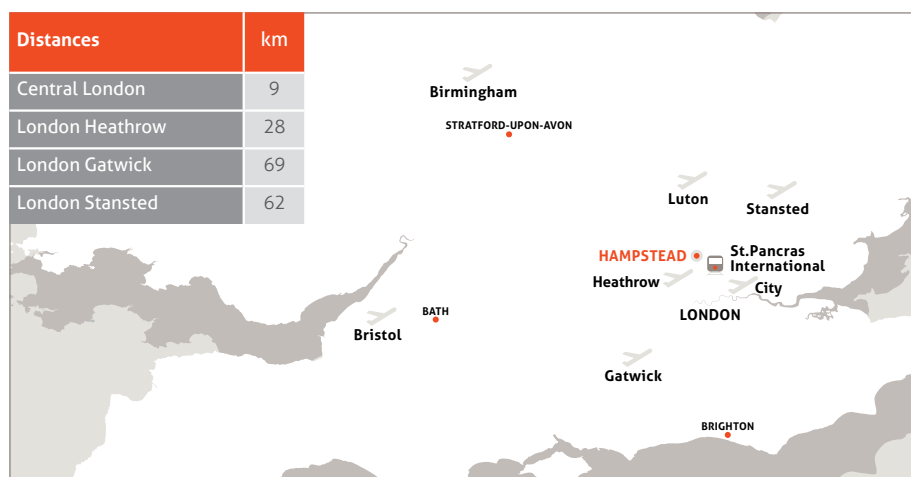 Distances km
Central London 9
London Heathrow 28
London Gatwick 69
London Stansted 62
Birmingham
STRATFORD-UPON-AVON
Luton
Stansted
HAMPSTEAD
St.Pancras
International
Heathrow
City
LONDON
BATH
Bristol
Gatwick
BRIGHTON